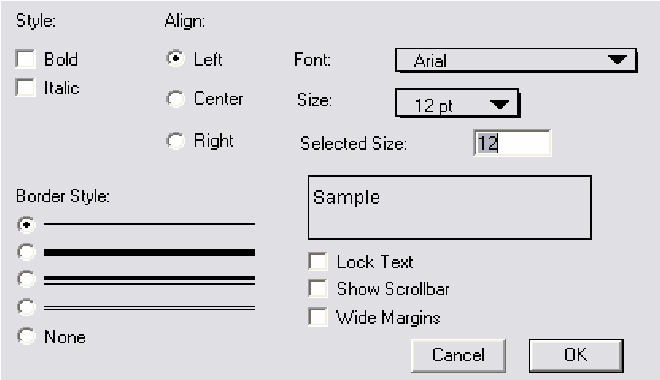 Style:
Align:
Bold
Left
Font:
Arial
Italic
Center
Size:
12 pt
Right
Selected Size:
12
Border Style:
Sample
Lock Text
Show Scrollbar
Wide Margins
None
Cancel
OK